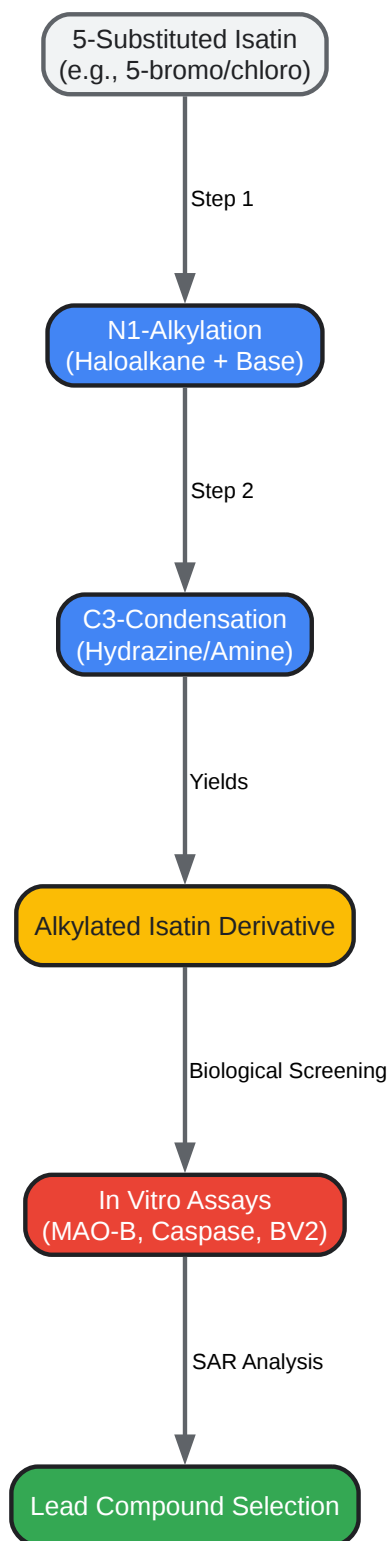 5-Substituted Isatin
(e.g., 5-bromo/chloro)
Step 1
N1-Alkylation
(Haloalkane + Base)
Step 2
C3-Condensation
(Hydrazine/Amine)
Yields
Alkylated Isatin Derivative
Biological Screening
In Vitro Assays
(MAO-B, Caspase, BV2)
SAR Analysis
Lead Compound Selection